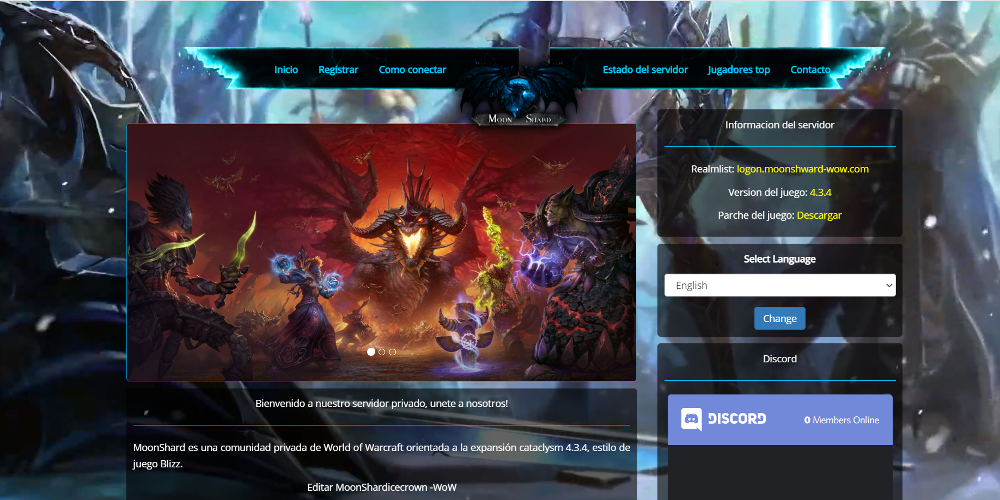 Inicio
Registrar
Como conectar
Moon Shard
Estado del servidor
Jugadores top
Contacto
Informacion del servidor
Realmlist: logon.moonshward-wow.com
Version del juego: 4.3.4
Parche del juego: Descargar
Select Language
English
Change
Discord
DISCORD
0 Members Online
Bienvenido a nuestro servidor privado, unete a nosotros!
MoonShard es una comunidad privada de World of Warcraft orientada a la expansión cataclysm 4.3.4, estilo de
juego Blizz.
Editar MoonShardicecrown -WoW